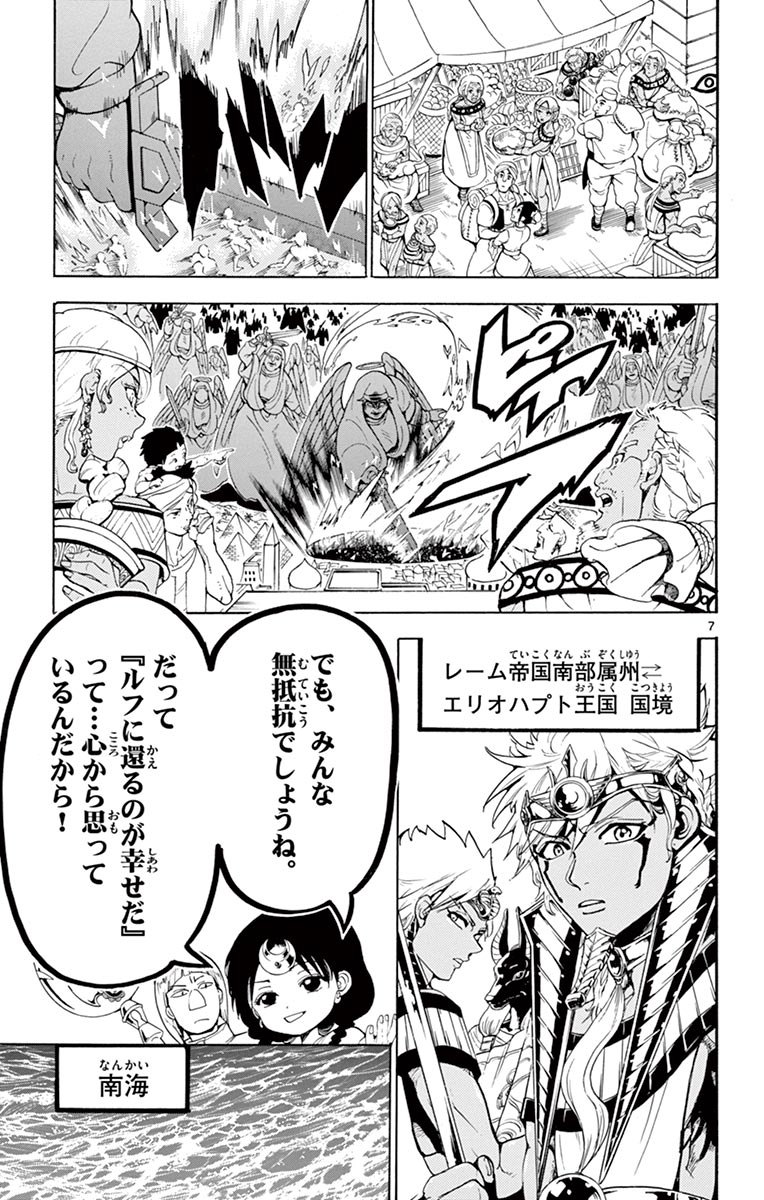 ピィィ
7
レーム帝国南部属州⇄
エリオハプト王国 国境
でも、みんな
無抵抗でしょうね。
だって
『ルフに還るのが幸せだ』
って…心から思って
いるんだから!
南海